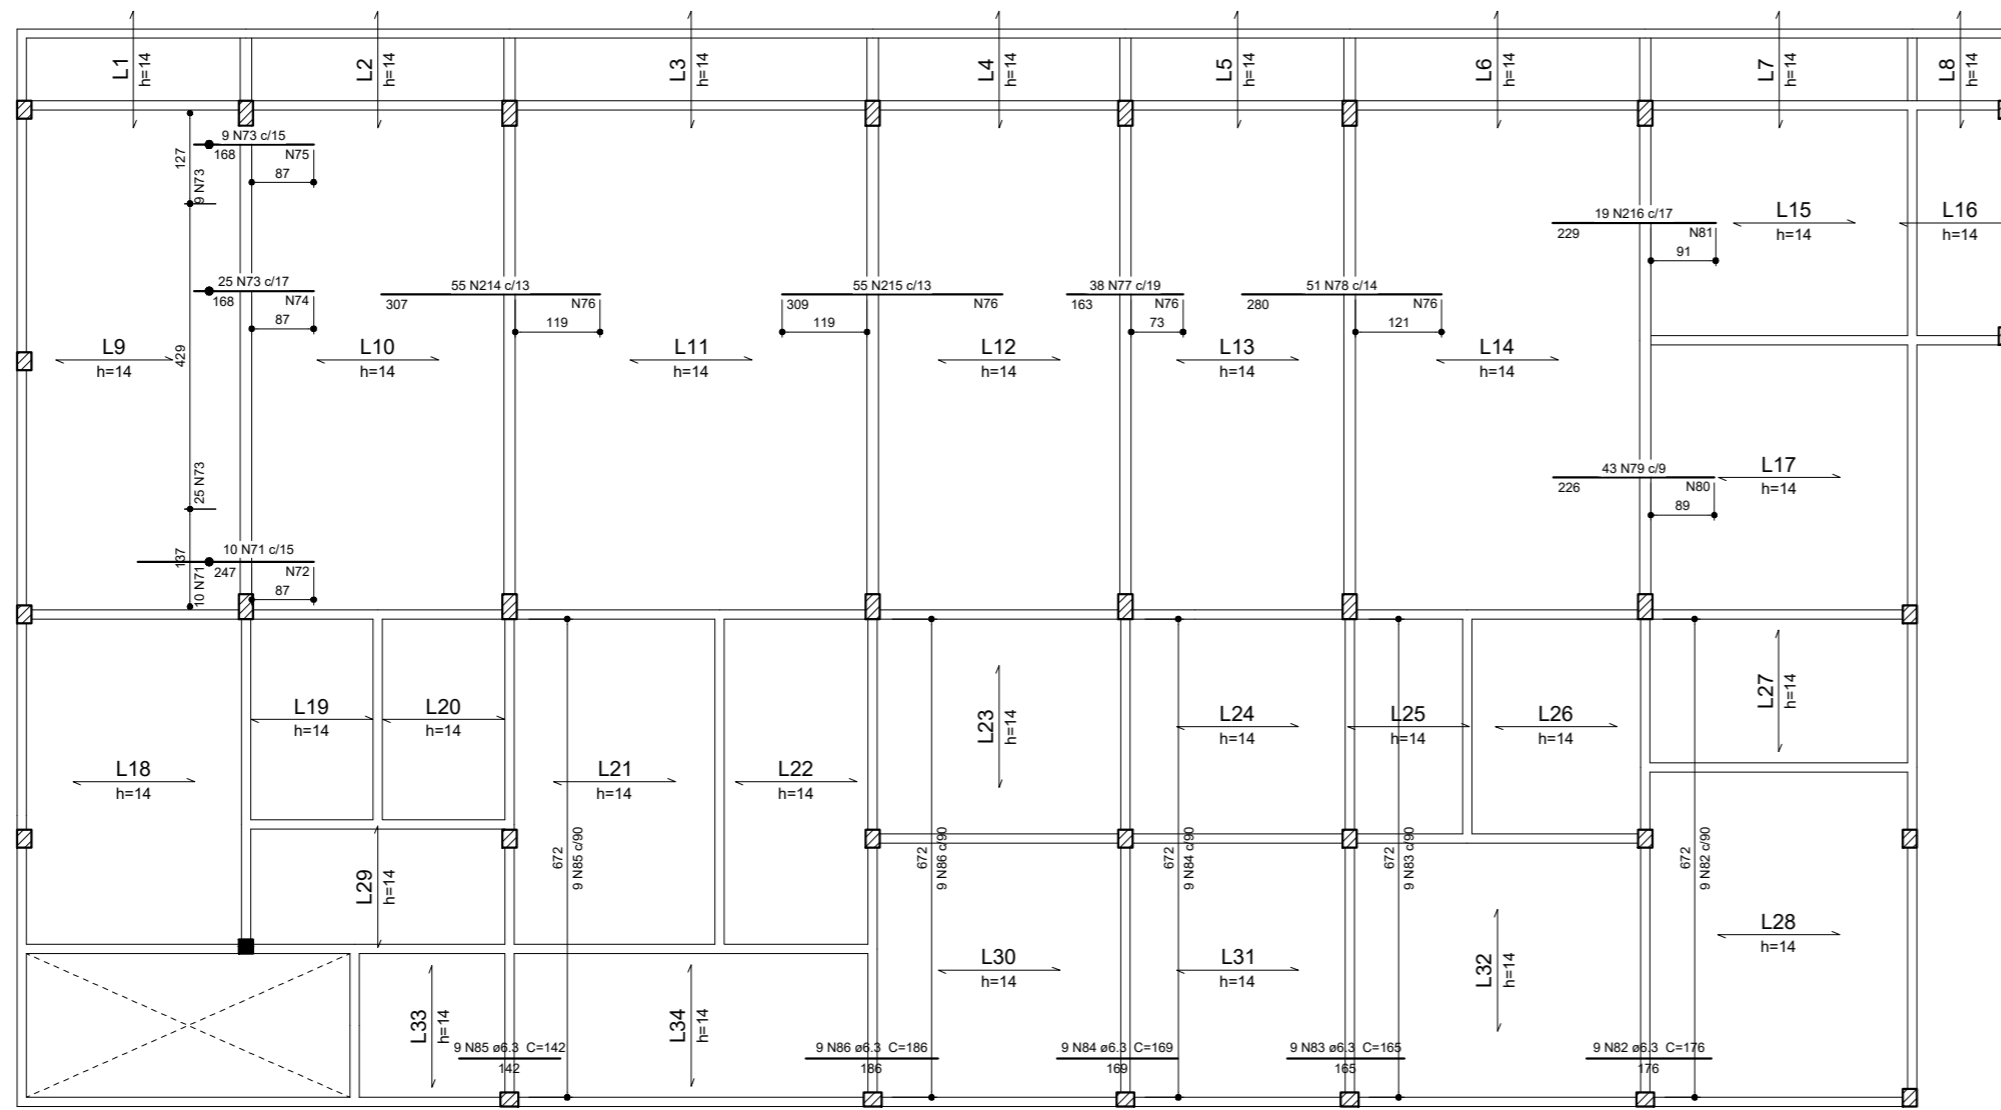 L1
h=14
L2
h=14
L3
h=14
L4
h=14
L5
h=14
L6
h=14
L7
h=14
L8
h=14
127
9 N73
9 N73 c/15
168
N75
87
25 N73 c/17
168
N74
87
429
25 N73
137
10 N71
10 N71 c/15
247
N72
87
55 N214 c/13
307
N76
119
55 N215 c/13
309
N76
119
38 N77 c/19
163
N76
73
51 N78 c/14
280
N76
121
19 N216 c/17
229
N81
91
43 N79 c/9
226
N80
89
L15
h=14
L16
h=14
L9
h=14
L10
h=14
L11
h=14
L12
h=14
L13
h=14
L14
h=14
L17
h=14
L18
h=14
L19
h=14
L20
h=14
L21
h=14
L22
h=14
L23
h=14
L24
h=14
L25
h=14
L26
h=14
L27
h=14
672
9 N85 c/90
672
9 N86 c/90
672
9 N84 c/90
672
9 N83 c/90
672
9 N82 c/90
L29
h=14
L30
h=14
L31
h=14
L32
h=14
L28
h=14
L33
h=14
L34
h=14
9 N85 ø6.3 C=142
142
9 N86 ø6.3 C=186
186
9 N84 ø6.3 C=169
169
9 N83 ø6.3 C=165
165
9 N82 ø6.3 C=176
176